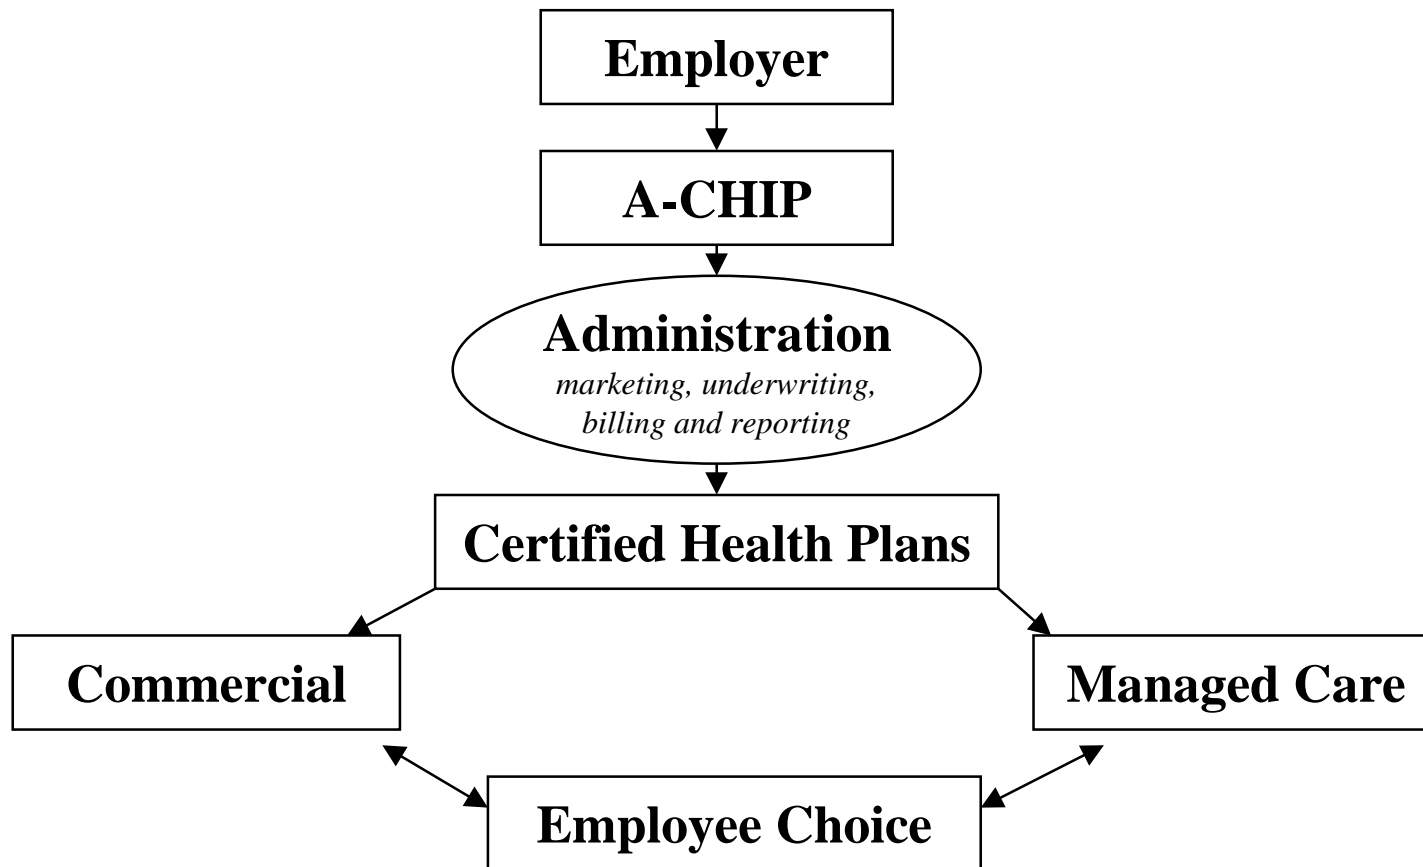 Employer
A-CHIP
Administration
marketing, underwriting,
billing and reporting
Certified Health Plans
Commercial
Managed Care
Employee Choice